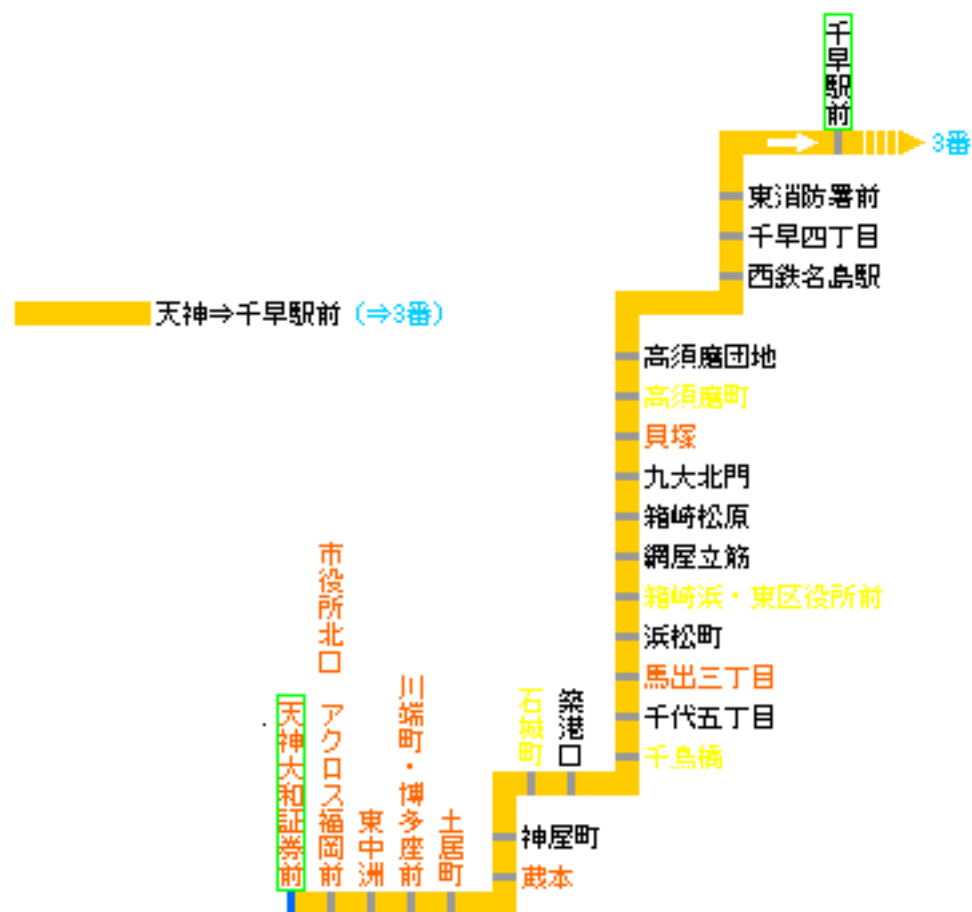 千早駅前
3番
東消防署前
千早四丁目
西鉄名島駅
天神⇒千早駅前（⇒3番）
高須磨団地
高須磨町
貝塚
九大北門
箱崎松原
網屋立筋
箱崎浜・東区役所前
浜松町
馬出三丁目
千代五丁目
千鳥橋
築港口
石城町
神屋町
蔵本
土居町
川端町・博多座前
東中洲
市役所北口 アクロス福岡前
天神大和証券前